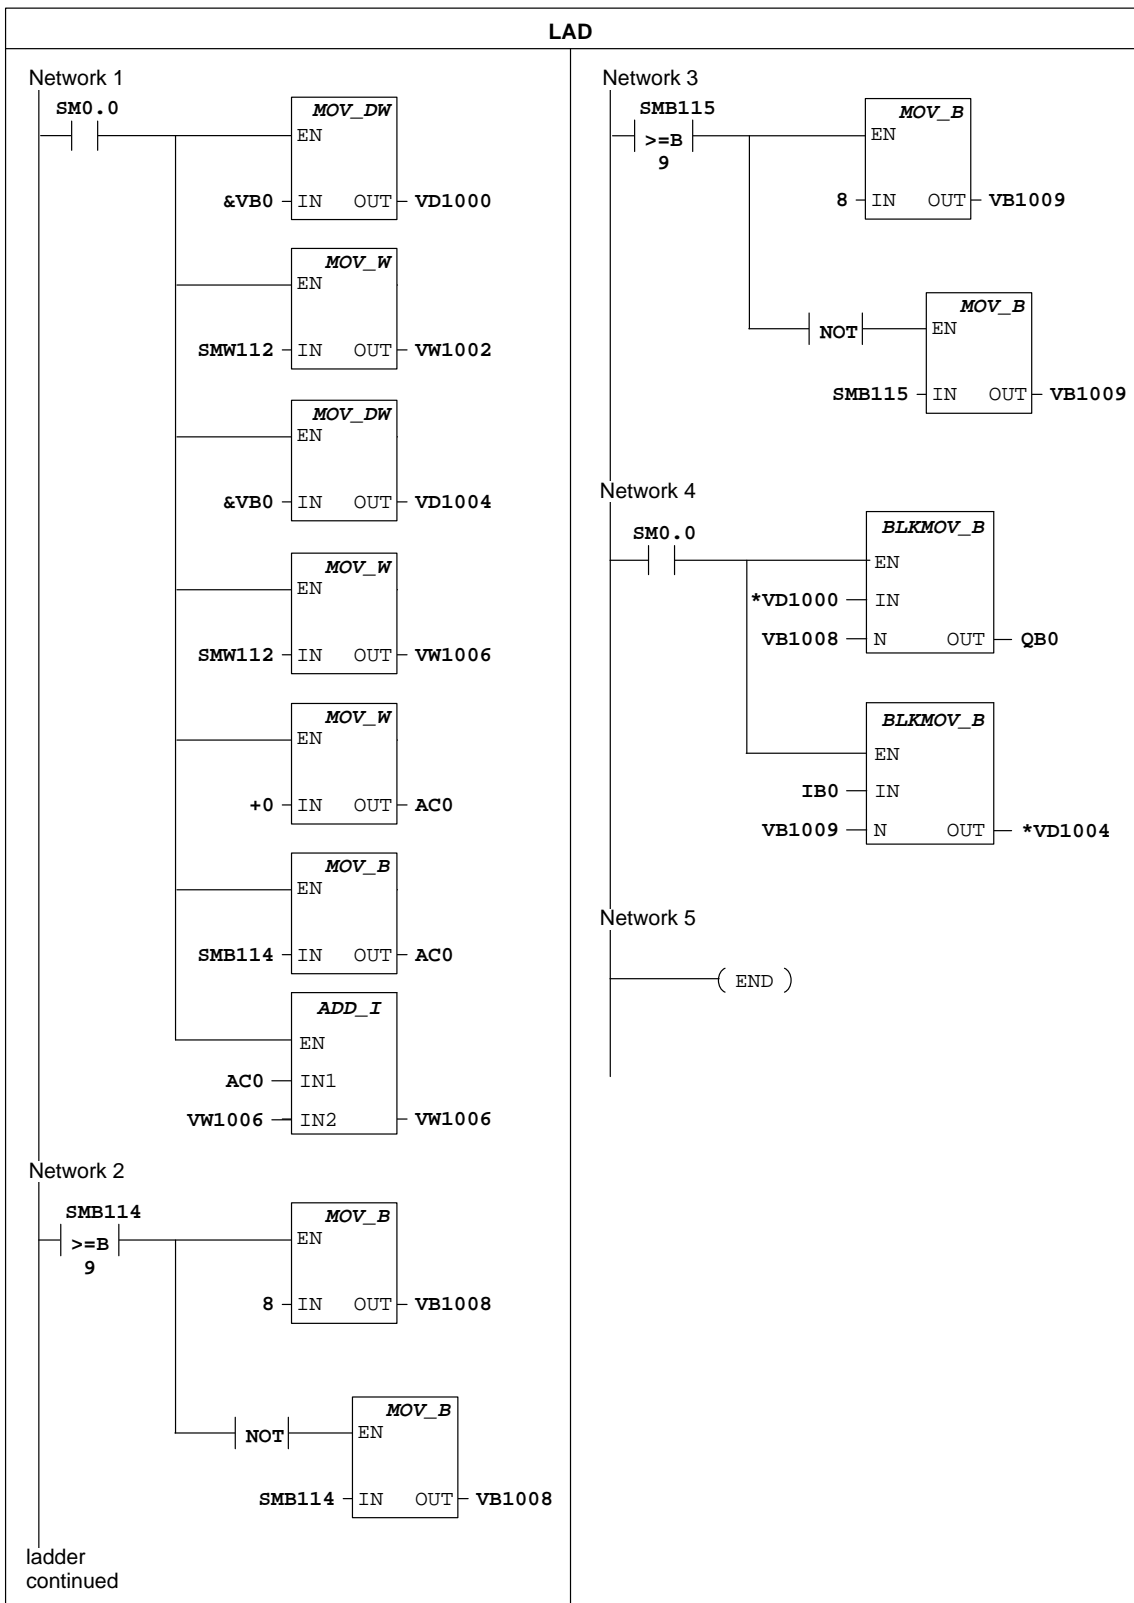 LAD
Network 1
SM0.0
MOV_DW
EN
&VB0 IN OUT VD1000
MOV_W
EN
SMW112 IN OUT VW1002
MOV_DW
EN
&VB0 IN OUT VD1004
MOV_W
EN
SMW112 IN OUT VW1006
MOV_W
EN
+0 IN OUT AC0
MOV_B
EN
SMB114 IN OUT AC0
ADD_I
EN
AC0 IN1
VW1006 IN2 VW1006
Network 2
SMB114
>=B
9
MOV_B
EN
8 IN OUT VB1008
NOT
MOV_B
EN
SMB114 IN OUT VB1008
ladder
continued
Network 3
SMB115
>=B
9
MOV_B
EN
8 IN OUT VB1009
NOT
MOV_B
EN
SMB115 IN OUT VB1009
Network 4
SM0.0
BLKMOV_B
EN
*VD1000 IN
VB1008 N OUT QB0
BLKMOV_B
EN
IB0 IN
VB1009 N OUT *VD1004
Network 5
( END )